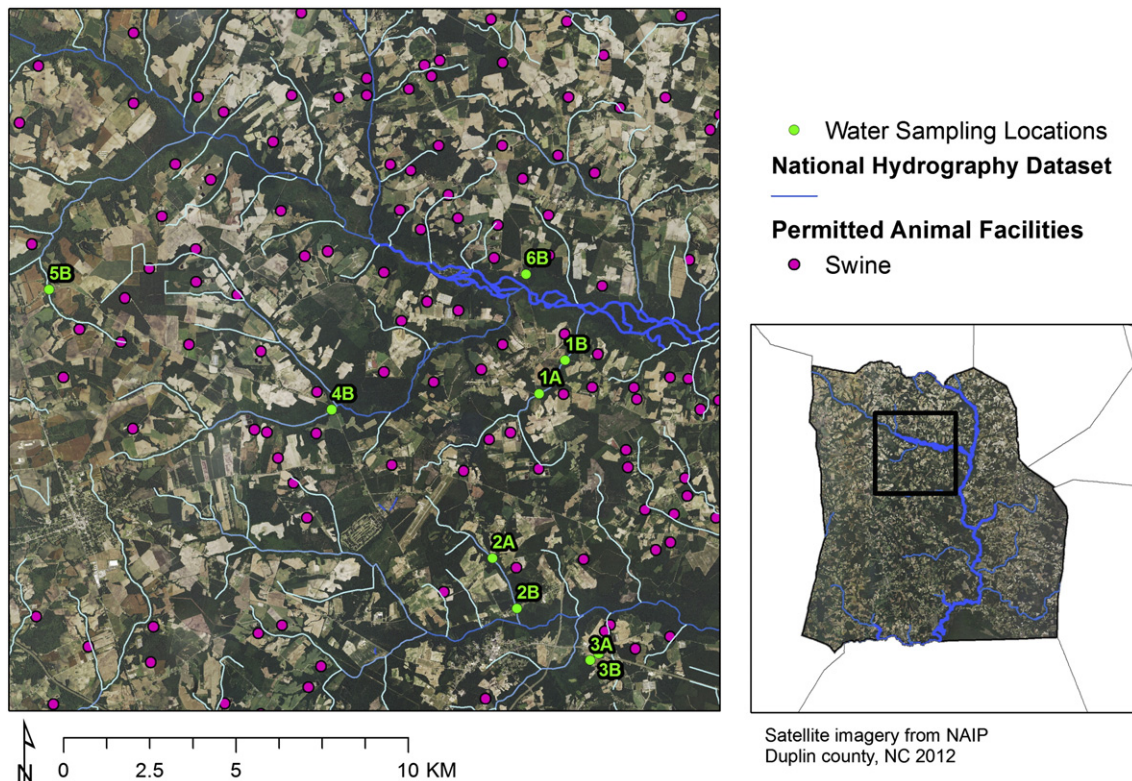 5B
6B
1B
1A
4B
2A
2B
3A
3B
Water Sampling Locations
National Hydrography Dataset
Permitted Animal Facilities
Swine
N
0 2.5 5 10 KM
Satellite imagery from NAIP
Duplin county, NC 2012